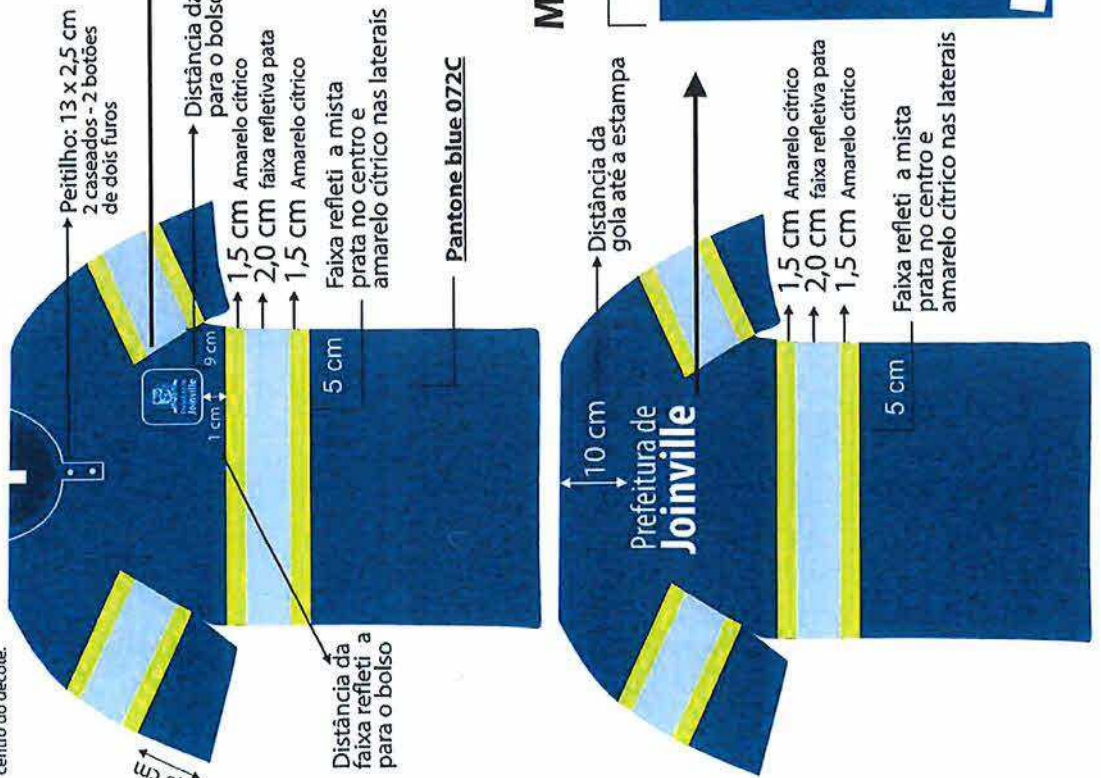 centro do decote.
Peitilho: 13 x 2,5 cm
2 caseados - 2 botões
de dois furos
Distância da
para o bolso
1,5 cm Amarelo cítrico
2,0 cm faixa refletiva pata
1,5 cm Amarelo cítrico
Joinville
1 cm
9 cm
Faixa refleti a mista
prata no centro e
amarelo cítrico nas laterais
5 cm
Pantone blue 072C
cm
Distância da
faixa refleti a
para o bolso
M
Distância da
gola até a estampa
10 cm
Prefeitura de
Joinville
1,5 cm Amarelo cítrico
2,0 cm faixa refletiva pata
1,5 cm Amarelo cítrico
Faixa refleti a mista
prata no centro e
amarelo cítrico nas laterais
5 cm